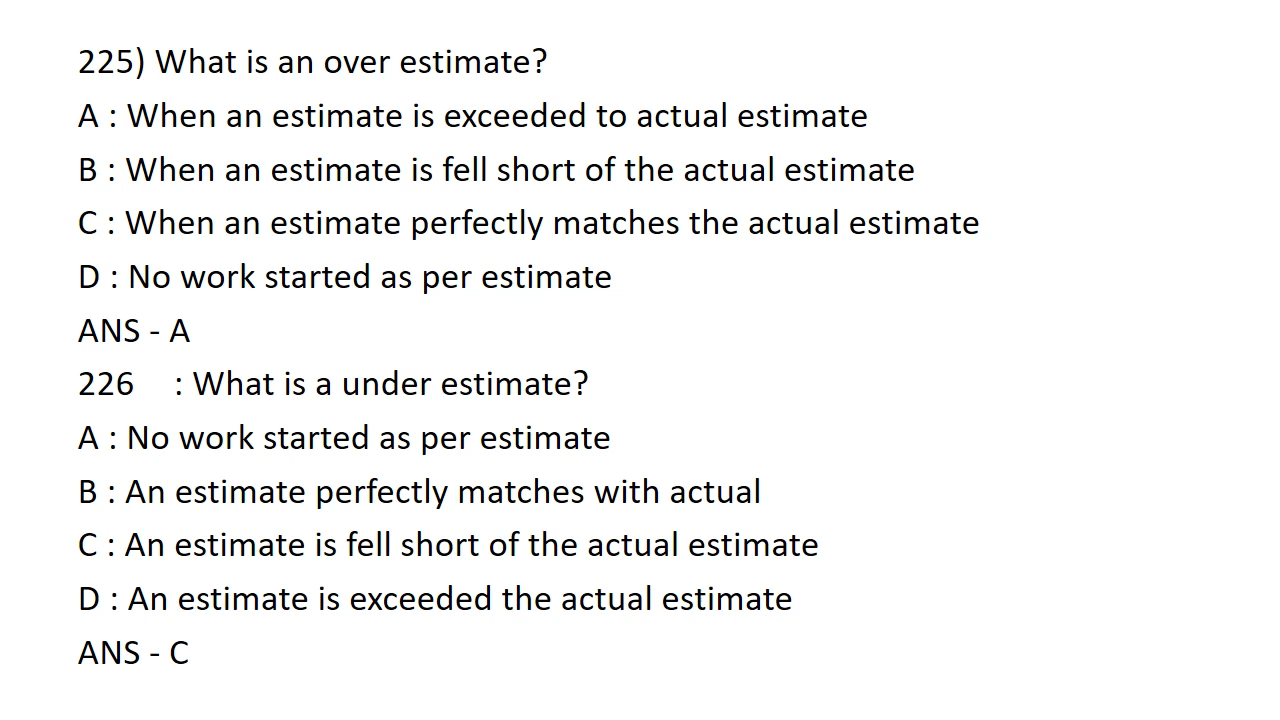 225) What is an over estimate?
A : When an estimate is exceeded to actual estimate
B : When an estimate is fell short of the actual estimate
C : When an estimate perfectly matches the actual estimate
D : No work started as per estimate
ANS - A
226    : What is a under estimate?
A : No work started as per estimate
B : An estimate perfectly matches with actual
C : An estimate is fell short of the actual estimate
D : An estimate is exceeded the actual estimate
ANS - C